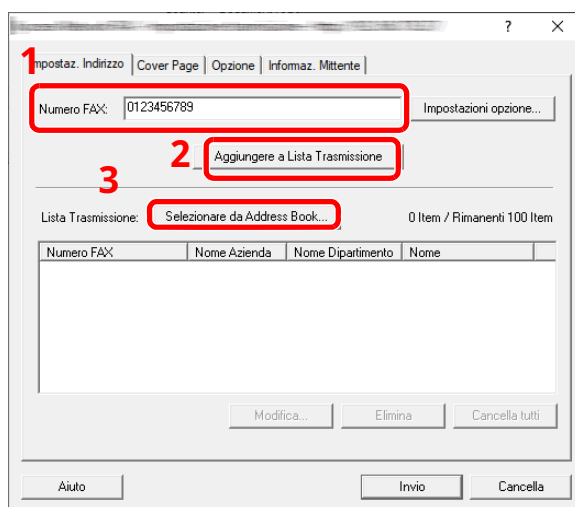 ?
1
Impostaz. Indirizzo Cover Page Opzione Informaz. Mittente
Numero FAX: 0123456789 Impostazioni opzione...
2 Aggiungere a Lista Trasmissione
3
Lista Trasmissione: Selezionare da Address Book... 0 Item / Rimanenti 100 Item
Numero FAX Nome Azienda Nome Dipartimento Nome
Modifica... Elimina Cancella tutti
Aiuto Invio Cancella